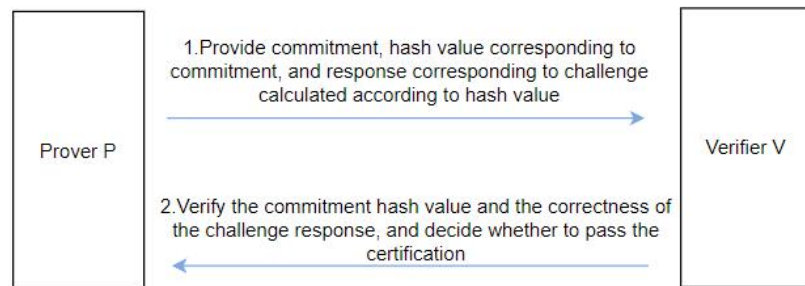 1.Provide commitment, hash value corresponding to
commitment, and response corresponding to challenge
calculated according to hash value
Prover P
Verifier V
2.Verify the commitment hash value and the correctness of
the challenge response, and decide whether to pass the
certification